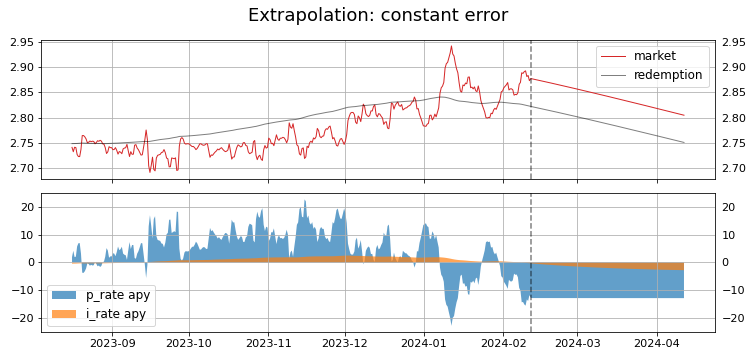 Extrapolation: constant error
2.95 2.95
2.90 2.90
2.85 2.85
2.80 2.80
2.75 2.75
2.70 2.70
market
redemption
20 20
10 10
0 0
−10 −10
−20 −20
p_rate apy
i_rate apy
2023-09 2023-10 2023-11 2023-12 2024-01 2024-02 2024-03 2024-04